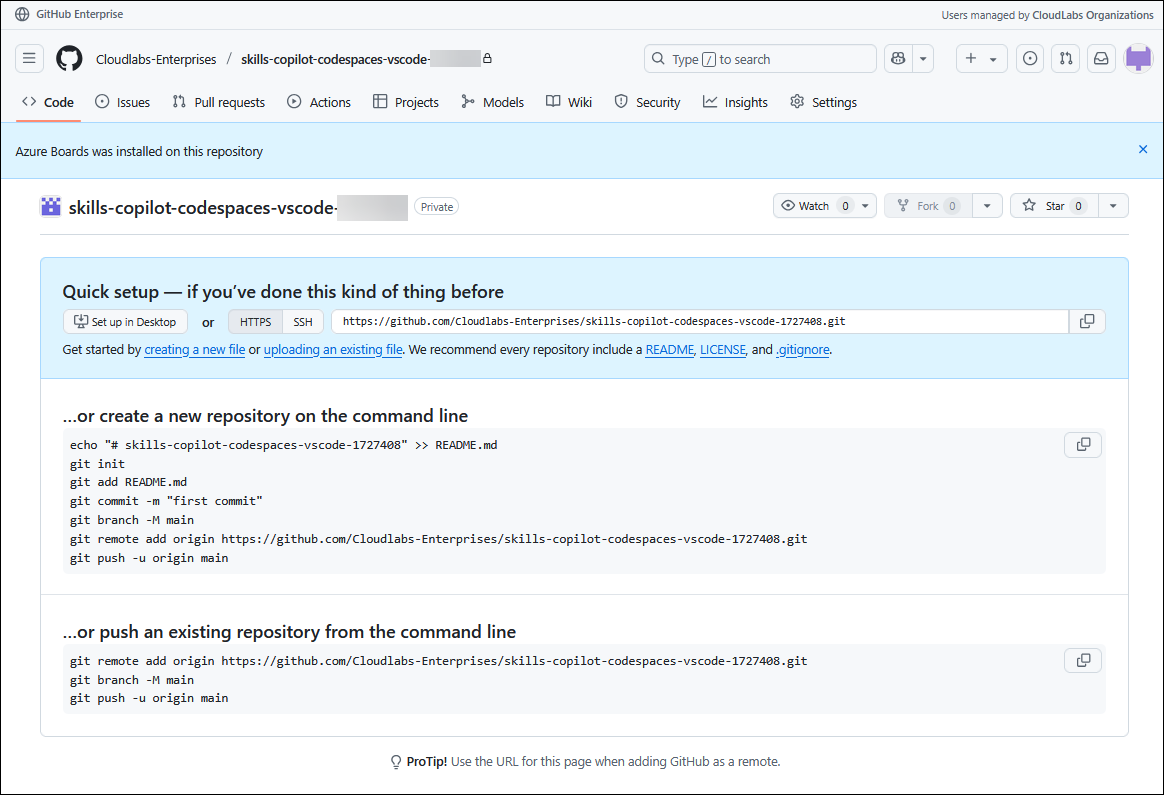 GitHub Enterprise
Users managed by CloudLabs Organizations
Cloudlabs-Enterprises / skills-copilot-codespaces-vscode-
Type / to search
Code Issues Pull requests Actions Projects Models Wiki Security Insights Settings
Azure Boards was installed on this repository
skills-copilot-codespaces-vscode- Private
Watch 0 Fork 0 Star 0
Quick setup — if you’ve done this kind of thing before
Set up in Desktop or HTTPS SSH https://github.com/Cloudlabs-Enterprises/skills-copilot-codespaces-vscode-1727408.git
Get started by creating a new file or uploading an existing file. We recommend every repository include a README, LICENSE, and .gitignore.
…or create a new repository on the command line
echo "# skills-copilot-codespaces-vscode-1727408" >> README.md
git init
git add README.md
git commit -m "first commit"
git branch -M main
git remote add origin https://github.com/Cloudlabs-Enterprises/skills-copilot-codespaces-vscode-1727408.git
git push -u origin main
…or push an existing repository from the command line
git remote add origin https://github.com/Cloudlabs-Enterprises/skills-copilot-codespaces-vscode-1727408.git
git branch -M main
git push -u origin main
ProTip! Use the URL for this page when adding GitHub as a remote.